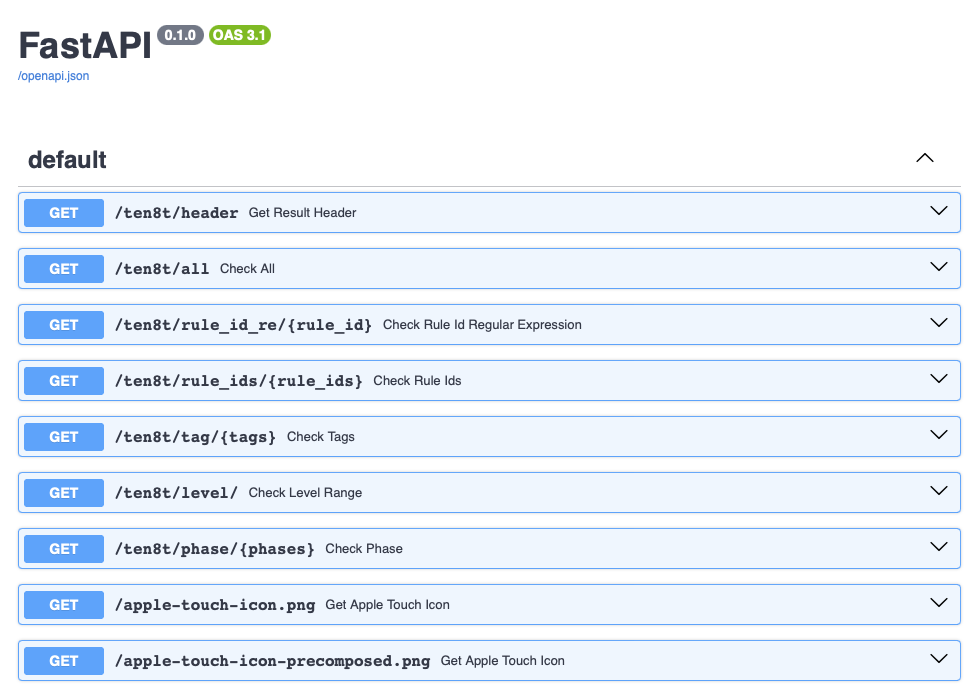 FastAPI 0.1.0 OAS 3.1
/openapi.json
default
GET /ten8t/header Get Result Header
GET /ten8t/all Check All
GET /ten8t/rule_id_re/{rule_id} Check Rule Id Regular Expression
GET /ten8t/rule_ids/{rule_ids} Check Rule Ids
GET /ten8t/tag/{tags} Check Tags
GET /ten8t/level/ Check Level Range
GET /ten8t/phase/{phases} Check Phase
GET /apple-touch-icon.png Get Apple Touch Icon
GET /apple-touch-icon-precomposed.png Get Apple Touch Icon